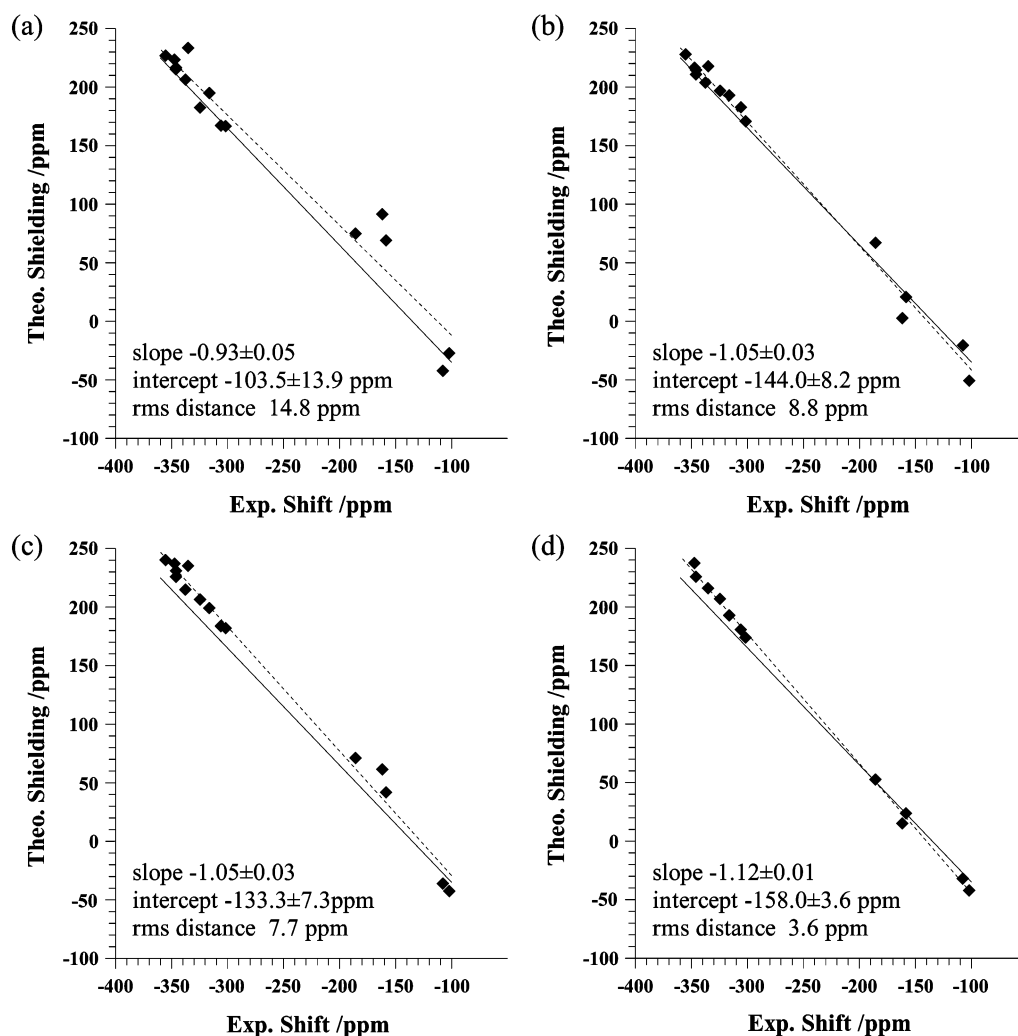 (a)
250
200
150
100
50
0
-50
-100
Theo. Shielding /ppm
slope -0.93±0.05
intercept -103.5±13.9 ppm
rms distance 14.8 ppm
-400 -350 -300 -250 -200 -150 -100
Exp. Shift /ppm
(b)
250
200
150
100
50
0
-50
-100
Theo. Shielding/ppm
slope -1.05±0.03
intercept -144.0±8.2 ppm
rms distance 8.8 ppm
-400 -350 -300 -250 -200 -150 -100
Exp. Shift /ppm
(c)
250
200
150
100
50
0
-50
-100
Theo. Shielding /ppm
slope -1.05±0.03
intercept -133.3±7.3ppm
rms distance 7.7 ppm
-400 -350 -300 -250 -200 -150 -100
Exp. Shift /ppm
(d)
250
200
150
100
50
0
-50
-100
Theo. Shielding /ppm
slope -1.12±0.01
intercept -158.0±3.6 ppm
rms distance 3.6 ppm
-400 -350 -300 -250 -200 -150 -100
Exp. Shift /ppm